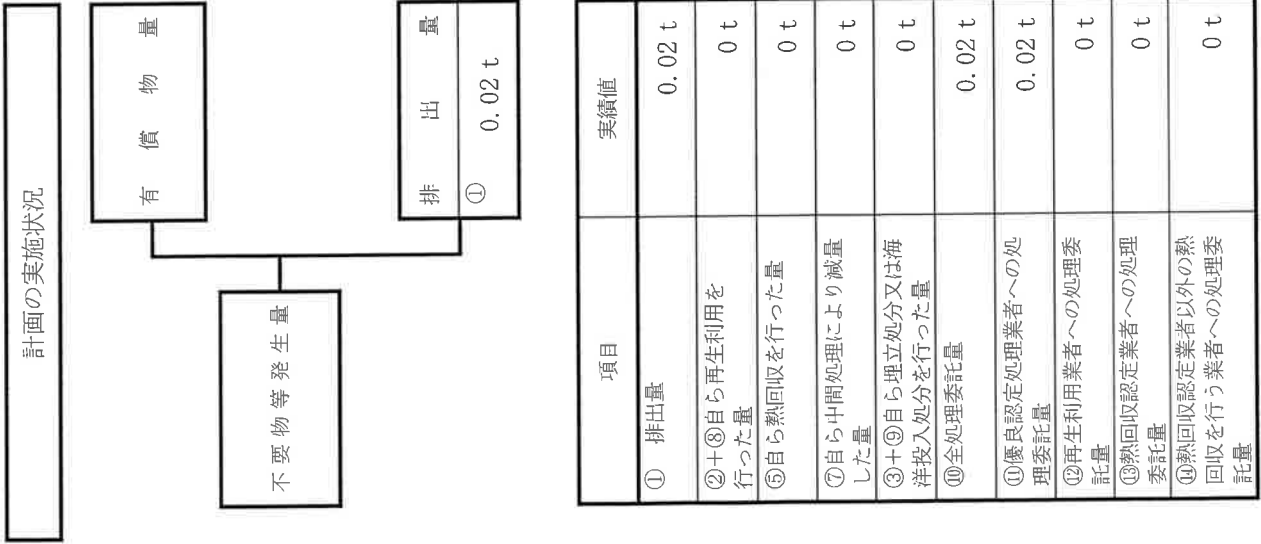 計画の実施状況
有償物量
不要物等発生量
排出量
① 0.02 t
項目 実績値
① 排出量 0.02 t
②+⑧自ら再生利用を
行った量 0 t
⑤自ら熱回収を行った量 0 t
⑦自ら中間処理により減量
した量 0 t
③+⑨自ら埋立処分又は海
洋投入処分を行った量 0 t
⑩全処理委託量 0.02 t
⑪優良認定処理業者への処
理委託量 0.02 t
⑫再生利用業者への処理委
託量 0 t
⑬熱回収認定業者への処理
委託量 0 t
⑭熱回収認定業者以外の熱
回収を行う業者への処理委
託量 0 t